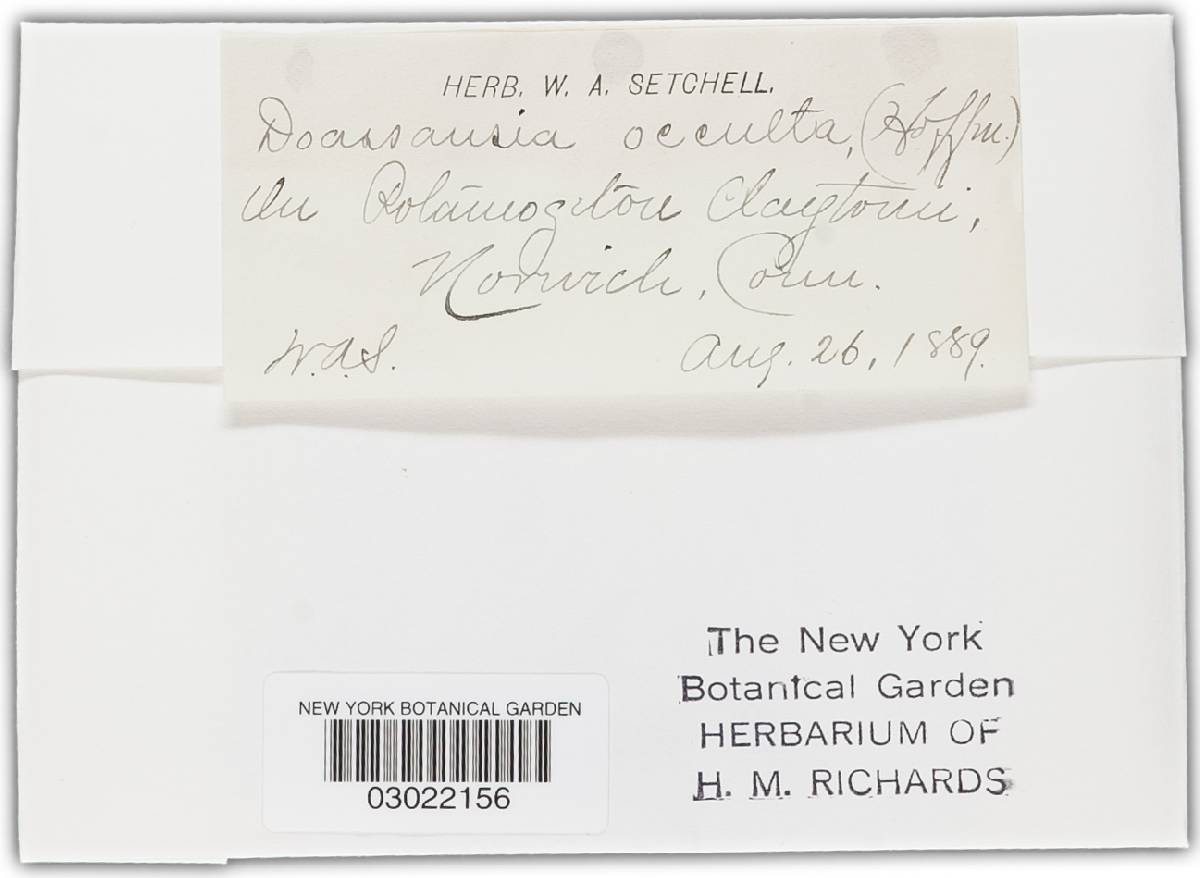 HERB. W. A. SETCHELL.
Doassansia occulta, (Hoffm.)
On Potamogeton Claytonii,
Norwich, Conn.
W.A.S. Aug. 26, 1889.
The New York
Botanical Garden
HERBARIUM OF
H. M. RICHARDS
NEW YORK BOTANICAL GARDEN
03022156